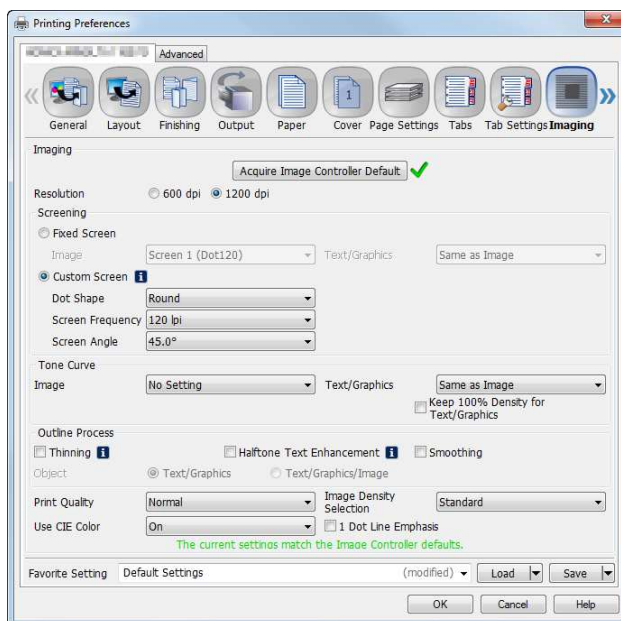 Printing Preferences
Advanced
General Layout Finishing Output Paper Cover Page Settings Tabs Tab Settings Imaging
1
Imaging
Acquire Image Controller Default
Resolution 600 dpi 1200 dpi
Screening
Fixed Screen
Image Screen 1 (Dot120) Text/Graphics Same as Image
Custom Screen i
Dot Shape Round
Screen Frequency 120 lpi
Screen Angle 45.0°
Tone Curve
Image No Setting Text/Graphics Same as Image
Keep 100% Density for
Text/Graphics
Outline Process
Thinning i Halftone Text Enhancement i Smoothing
Object Text/Graphics Text/Graphics/Image
Print Quality Normal Image Density
Selection Standard
Use CIE Color On 1 Dot Line Emphasis
The current settings match the Image Controller defaults.
Favorite Setting Default Settings (modified) Load Save
OK Cancel Help